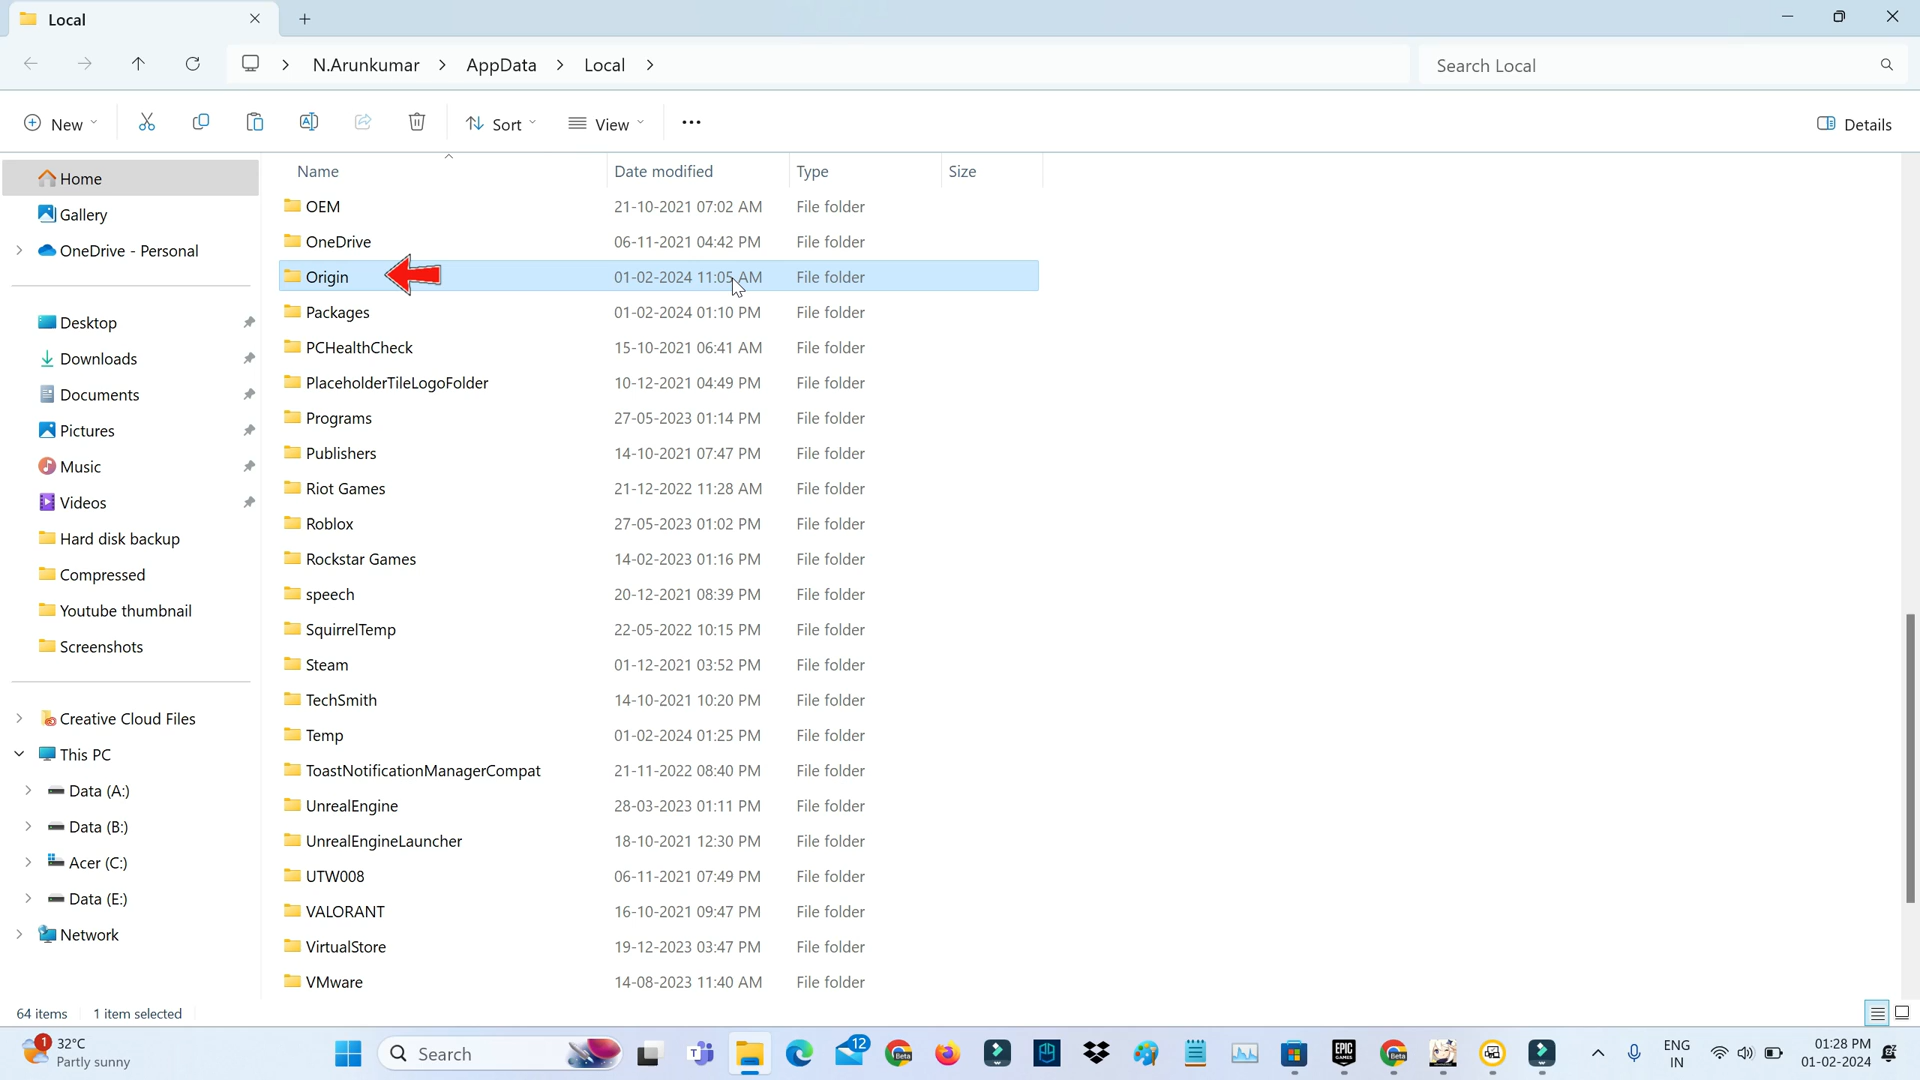 Local
N.Arunkumar > AppData > Local >
Search Local
New
Sort
View
Details
Name
Date modified
Type
Size
Home
Gallery
OneDrive - Personal
Desktop
Downloads
Documents
Pictures
Music
Videos
Hard disk backup
Compressed
Youtube thumbnail
Screenshots
Creative Cloud Files
This PC
Data (A:)
Data (B:)
Acer (C:)
Data (E:)
Network
OEM 21-10-2021 07:02 AM File folder
OneDrive 06-11-2021 04:42 PM File folder
Origin 01-02-2024 11:05 AM File folder
Packages 01-02-2024 01:10 PM File folder
PCHealthCheck 15-10-2021 06:41 AM File folder
PlaceholderTileLogoFolder 10-12-2021 04:49 PM File folder
Programs 27-05-2023 01:14 PM File folder
Publishers 14-10-2021 07:47 PM File folder
Riot Games 21-12-2022 11:28 AM File folder
Roblox 27-05-2023 01:02 PM File folder
Rockstar Games 14-02-2023 01:16 PM File folder
speech 20-12-2021 08:39 PM File folder
SquirrelTemp 22-05-2022 10:15 PM File folder
Steam 01-12-2021 03:52 PM File folder
TechSmith 14-10-2021 10:20 PM File folder
Temp 01-02-2024 01:25 PM File folder
ToastNotificationManagerCompat 21-11-2022 08:40 PM File folder
UnrealEngine 28-03-2023 01:11 PM File folder
UnrealEngineLauncher 18-10-2021 12:30 PM File folder
UTW008 06-11-2021 07:49 PM File folder
VALORANT 16-10-2021 09:47 PM File folder
VirtualStore 19-12-2023 03:47 PM File folder
VMware 14-08-2023 11:40 AM File folder
64 items 1 item selected
1
32°C
Partly sunny
Search
12
Beta
EPIC
GAMES
Beta
ENG
IN
01:28 PM
01-02-2024